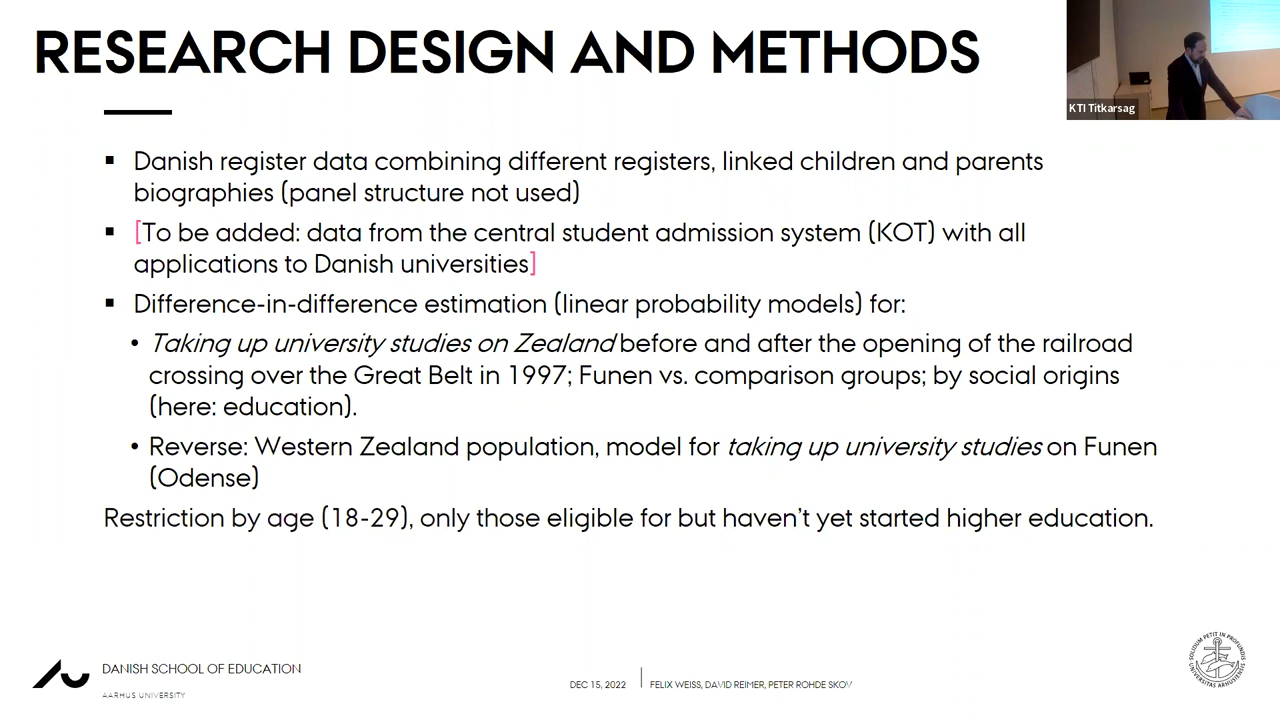 RESEARCH DESIGN AND METHODS
KTI Titkarsag
▪ Danish register data combining different registers, linked children and parents
biographies (panel structure not used)
▪ [To be added: data from the central student admission system (KOT) with all
applications to Danish universities]
▪ Difference-in-difference estimation (linear probability models) for:
• Taking up university studies on Zealand before and after the opening of the railroad
crossing over the Great Belt in 1997; Funen vs. comparison groups; by social origins
(here: education).
• Reverse: Western Zealand population, model for taking up university studies on Funen
(Odense)
Restriction by age (18-29), only those eligible for but haven't yet started higher education.
DANISH SCHOOL OF EDUCATION
AARHUS UNIVERSITY
DEC 15, 2022
FELIX WEISS, DAVID REIMER, PETER ROHDE SKOV
SOLIDUM PETIT IN PROFUNDIS
UNIVERSITAS ARHUSIENSIS